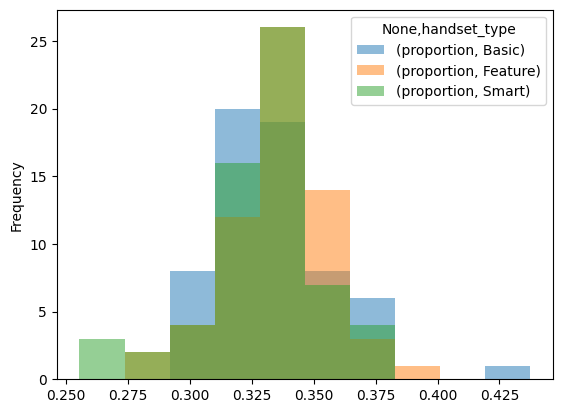 None,handset_type
(proportion, Basic)
(proportion, Feature)
(proportion, Smart)
Frequency
25
20
15
10
5
0
0.250 0.275 0.300 0.325 0.350 0.375 0.400 0.425